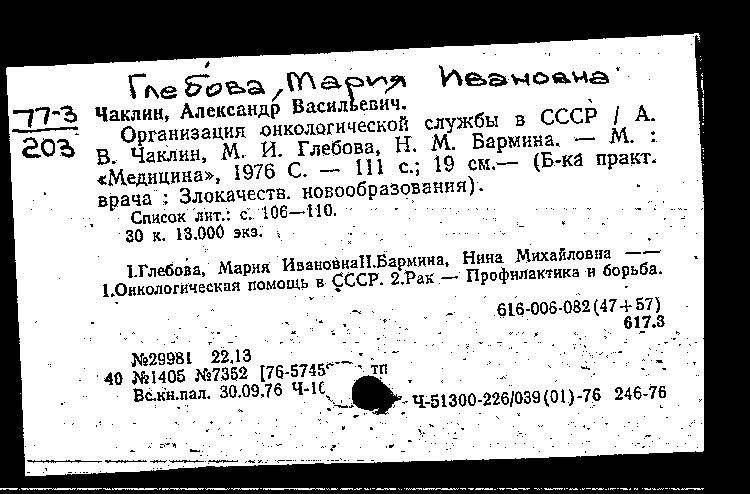 Глебова, Мария Ивановна
77-3
203
Чаклин, Александр Васильевич.
Организация онкологической службы в СССР / А.
В. Чаклин, М. И. Глебова, Н. М. Бармина. — М. :
«Медицина», 1976 С. — 111 с.; 19 см.— (Б-ка практ.
врача : Злокачеств. новообразования).
Список лит.: с. 106—110.
30 к. 13.000 экз.
I.Глебова, Мария ИвановнаII.Бармина, Нина Михайловна ——
1.Онкологическая помощь в СССР. 2.Рак — Профилактика и борьба.
616-006-082(47+57)
617.3
№29981 22.13
40 №1405 №7352 [76-5745 ТП
Вс.кн.пал. 30.09.76 Ч-51300-226/039(01)-76 246-76